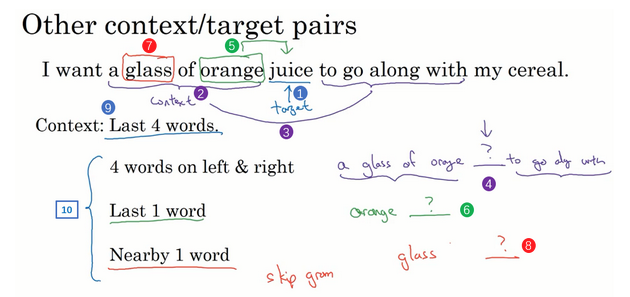 Other context/target pairs
7 5
I want a glass of orange juice to go along with my cereal.
context 2 1
target
9
Context: Last 4 words.
3
4 words on left & right
a glass of orange ? to go alg with
4
10
Last 1 word
orange ? 6
Nearby 1 word
glass ? 8
skip gram